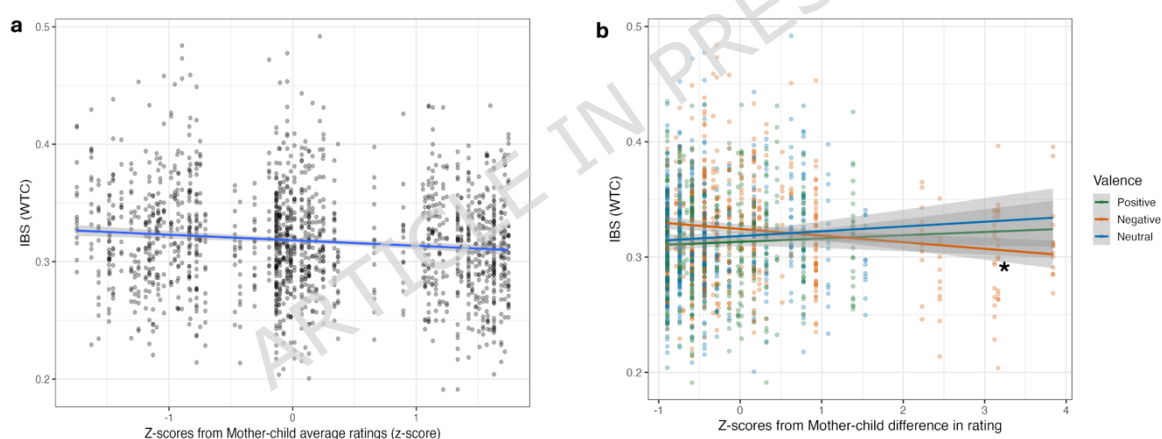 a
0.5
0.4
0.3
0.2
IBS (WTC)
-1
0
1
Z-scores from Mother-child average ratings (z-score)
b
0.5
0.4
0.3
0.2
IBS (WTC)
-1
0
1
2
3
4
Z-scores from Mother-child difference in rating
*
Valence
Positive
Negative
Neutral
ARTICLE IN PRES